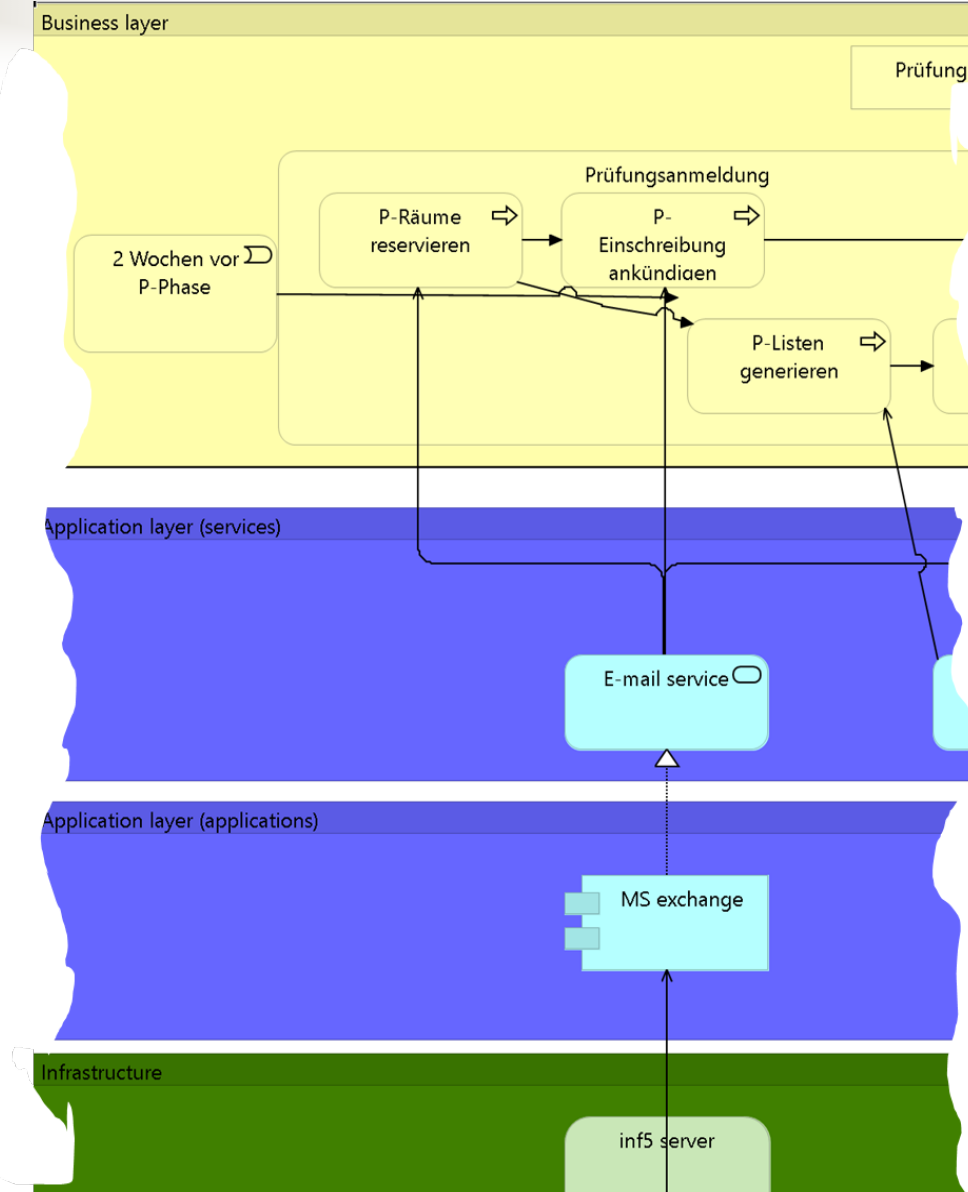 Business layer
Prüfung
Prüfungsanmeldung
P-Räume
reservieren
P-
Einschreibung
ankündigen
2 Wochen vor
P-Phase
P-Listen
generieren
Application layer (services)
E-mail service
Application layer (applications)
MS exchange
Infrastructure
inf5 server